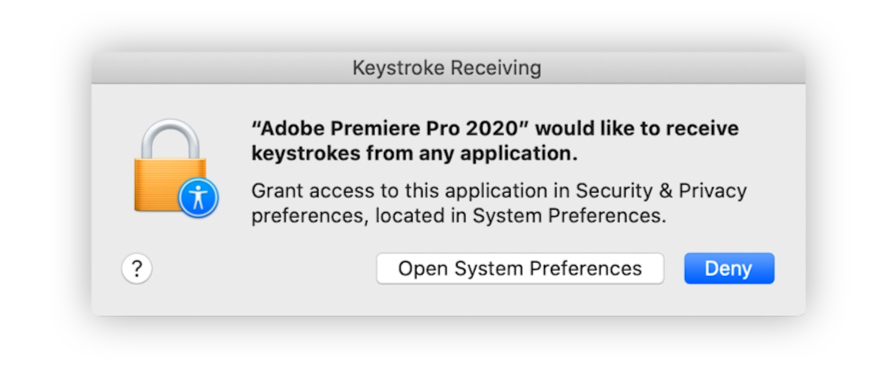 Keystroke Receiving
“Adobe Premiere Pro 2020” would like to receive
keystrokes from any application.
Grant access to this application in Security & Privacy
preferences, located in System Preferences.
? Open System Preferences Deny